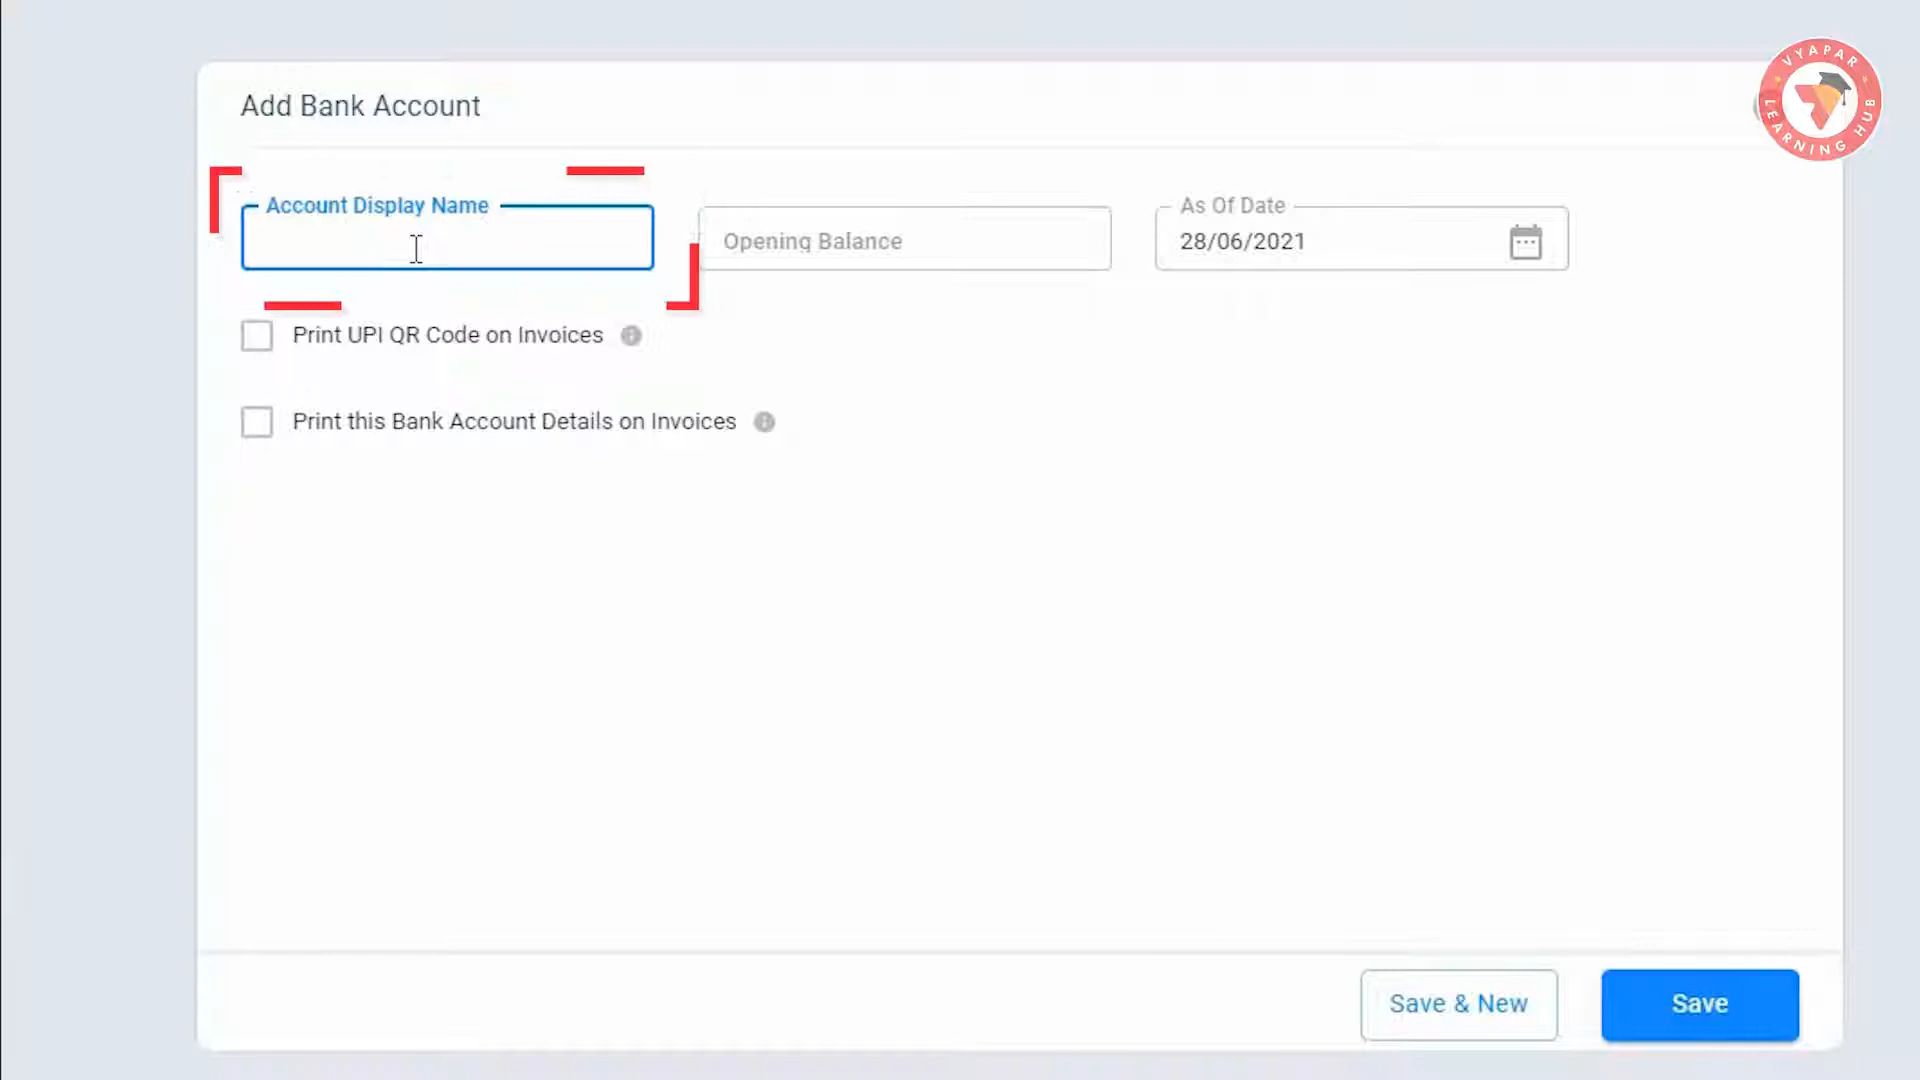 Add Bank Account
VYAPAR
LEARNING HUB
Account Display Name
Opening Balance
As Of Date
28/06/2021
Print UPI QR Code on Invoices
Print this Bank Account Details on Invoices
Save & New
Save